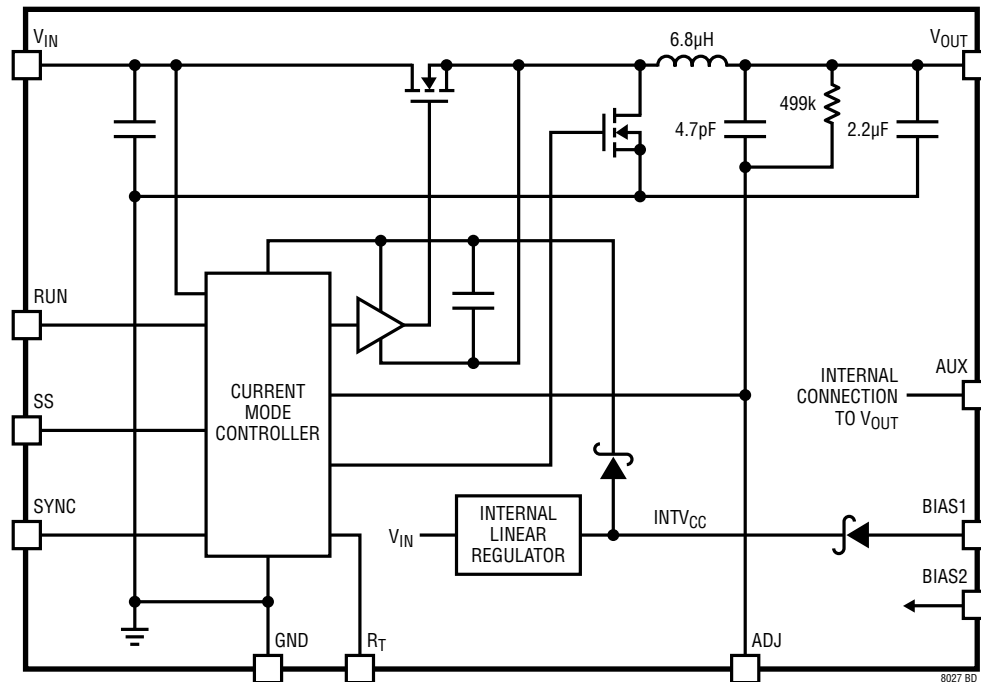 VIN
6.8µH
VOUT
499k
4.7pF
2.2µF
RUN
CURRENT
MODE
CONTROLLER
INTERNAL
CONNECTION
TO VOUT
AUX
SS
SYNC
VIN
INTERNAL
LINEAR
REGULATOR
INTVCC
BIAS1
BIAS2
GND
RT
ADJ
8027 BD